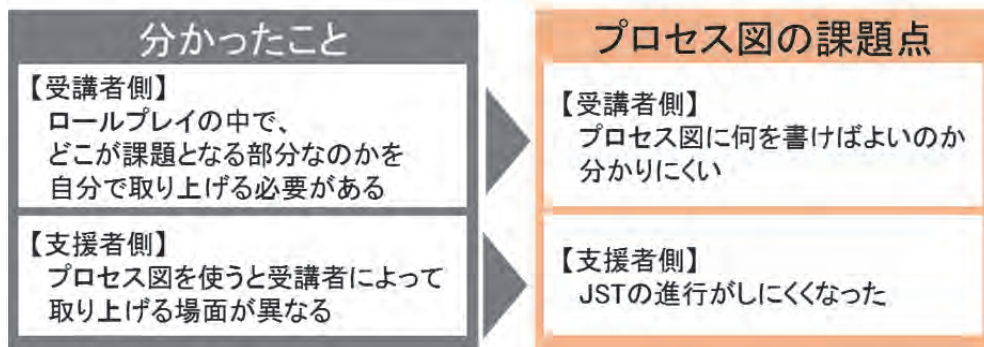 分かったこと
【受講者側】
ロールプレイの中で、
どこが課題となる部分なのかを
自分で取り上げる必要がある
【支援者側】
プロセス図を使うと受講者によって
取り上げる場面が異なる
プロセス図の課題点
【受講者側】
プロセス図に何を書けばよいのか
分かりにくい
【支援者側】
JSTの進行がしにくくなった